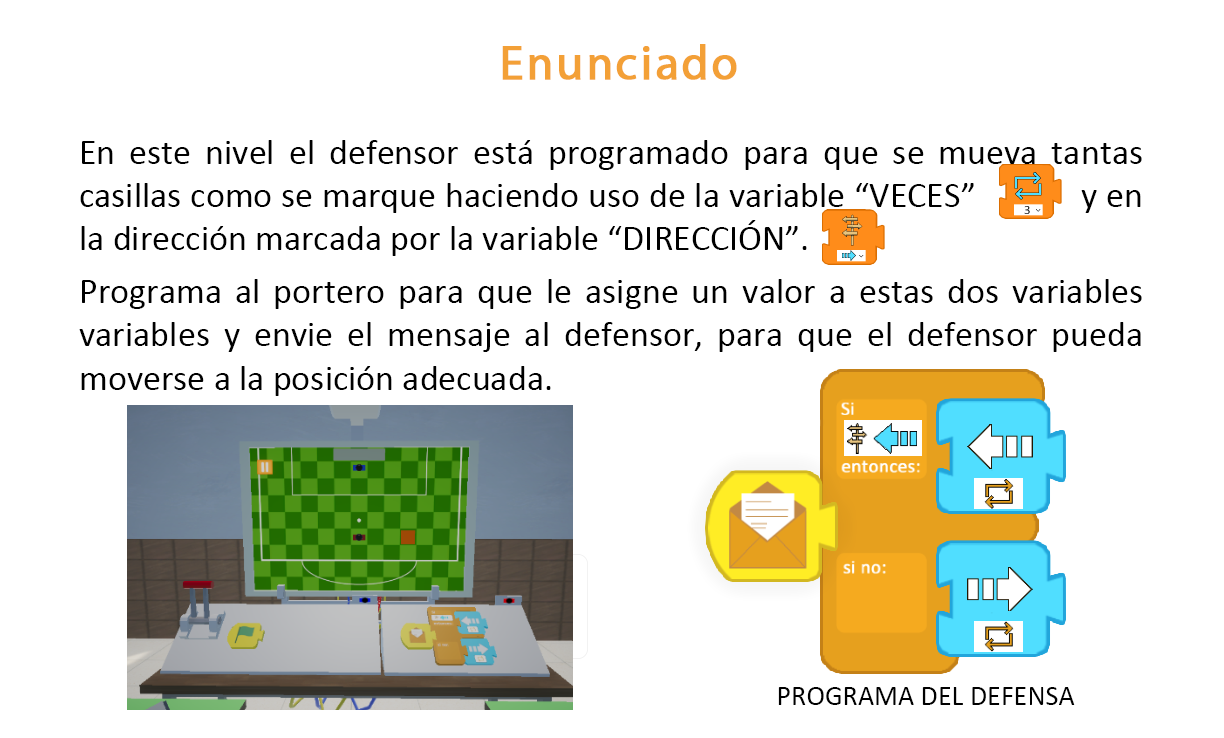 Enunciado
En este nivel el defensor está programado para que se mueva tantas
casillas como se marque haciendo uso de la variable “VECES” y en
3
la dirección marcada por la variable “DIRECCIÓN”.
Programa al portero para que le asigne un valor a estas dos variables
variables y envie el mensaje al defensor, para que el defensor pueda
moverse a la posición adecuada.
Si
entonces:
si no:
PROGRAMA DEL DEFENSA